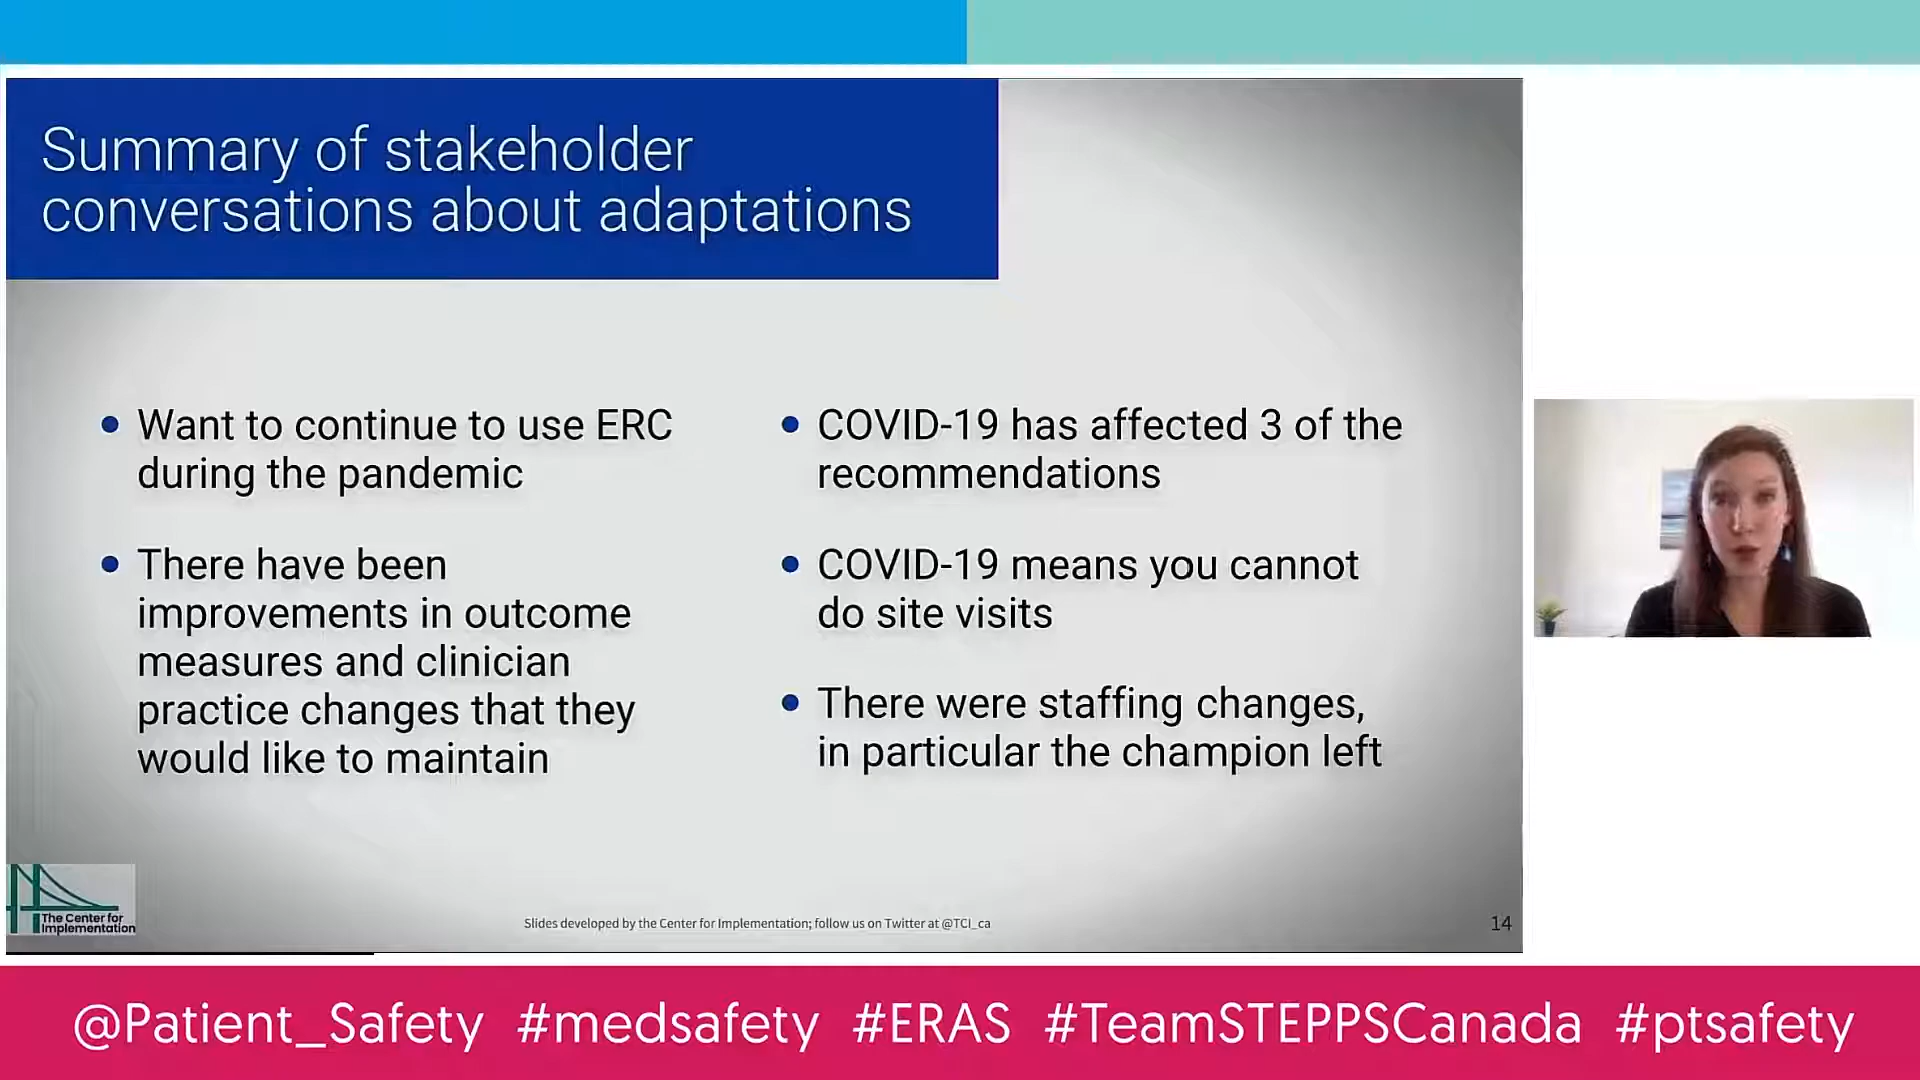 Summary of stakeholder
conversations about adaptations
Want to continue to use ERC
during the pandemic
There have been
improvements in outcome
measures and clinician
practice changes that they
would like to maintain
COVID-19 has affected 3 of the
recommendations
COVID-19 means you cannot
do site visits
There were staffing changes,
in particular the champion left
The Center for
Implementation
Slides developed by the Center for Implementation; follow us on Twitter at @TCI_ca
14
@Patient_Safety #medsafety #ERAS #TeamSTEPPSCanada #ptsafety